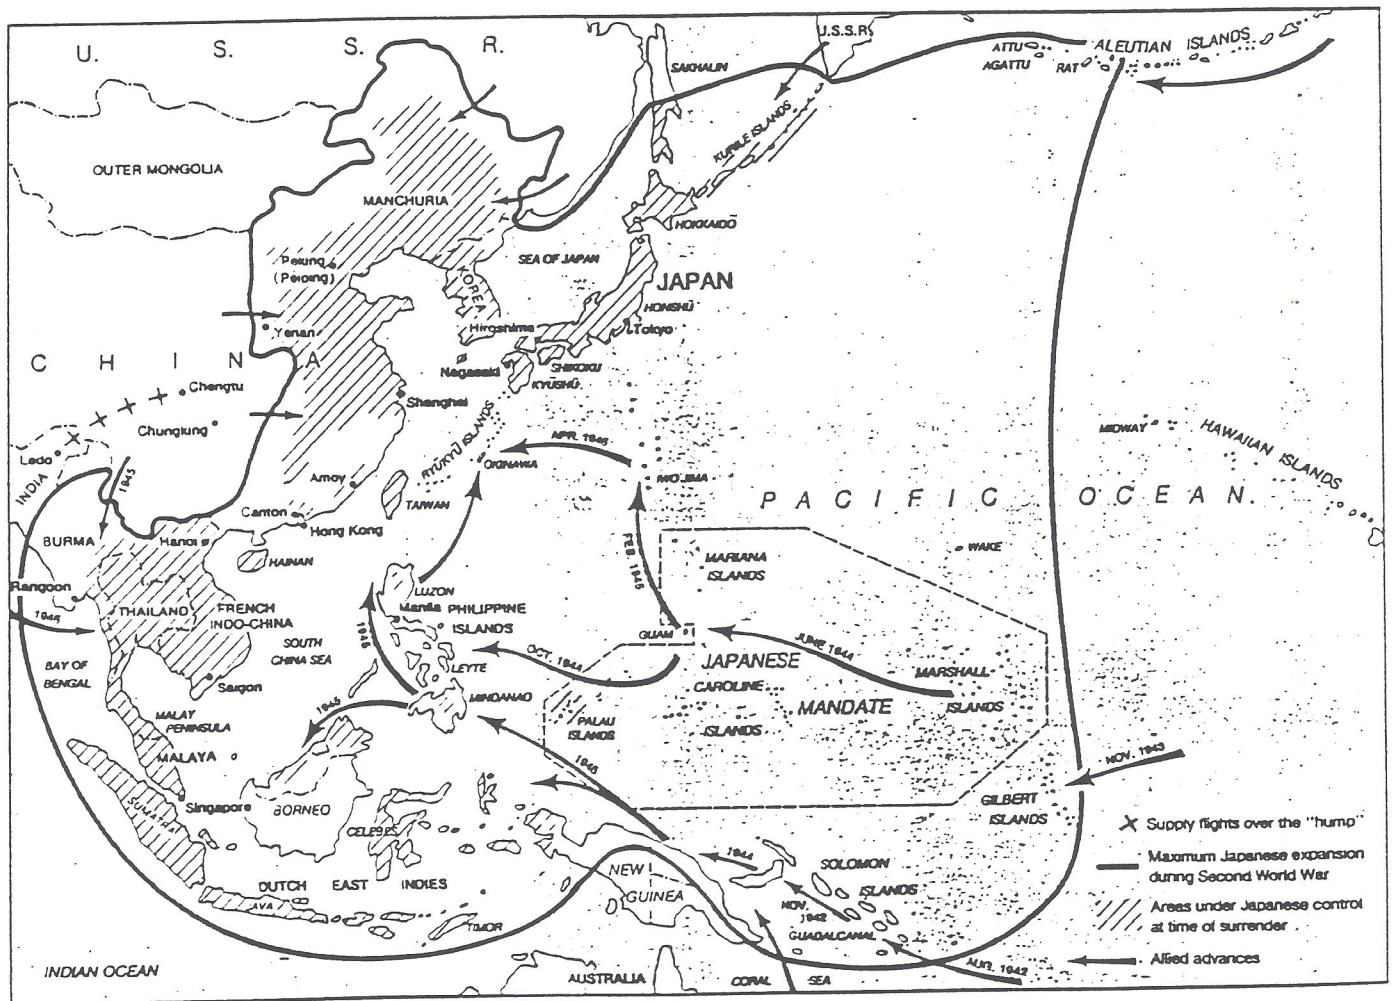 U. S. S. R.
U.S.S.R.
ATTU
AGATTU
RAT
ALEUTIAN ISLANDS
SAKHALIN
KURILE ISLANDS
OUTER MONGOLIA
MANCHURIA
HOKKAIDŌ
SEA OF JAPAN
Peking
(Peiping)
KOREA
JAPAN
HONSHŪ
Yenan
Hiroshima
Tokyo
CHINA
Nagasaki
SHIKOKU
KYŪSHŪ
Chengtu
Shanghai
Chungking
RYŪKYŪ ISLANDS
APR. 1945
MIDWAY
HAWAIIAN ISLANDS
Ledo
INDIA
1945
OKINAWA
IWO JIMA
Amoy
TAIWAN
PACIFIC OCEAN.
Canton
Hong Kong
BURMA
Hanoi
HAINAN
FEB. 1945
MARIANA
ISLANDS
WAKE
Rangoon
LUZON
THAILAND
FRENCH
INDO-CHINA
Manila
PHILIPPINE
ISLANDS
1945
1945
SOUTH
CHINA SEA
GUAM
OCT. 1944
JUNE 1944
BAY OF
BENGAL
LEYTE
JAPANESE
MARSHALL
ISLANDS
Saigon
MINDANAO
CAROLINE
ISLANDS
MANDATE
1945
MALAY
PENINSULA
PALAU
ISLANDS
MALAYA
1945
NOV. 1943
SUMATRA
Singapore
BORNEO
GILBERT
ISLANDS
CELEBES
Supply flights over the "hump"
1944
SOLOMON
ISLANDS
Maximum Japanese expansion
during Second World War
DUTCH EAST INDIES
NEW
GUINEA
JAVA
NOV.
1942
Areas under Japanese control
at time of surrender
TIMOR
GUADALCANAL
AUG. 1942
Allied advances
INDIAN OCEAN
AUSTRALIA
CORAL SEA